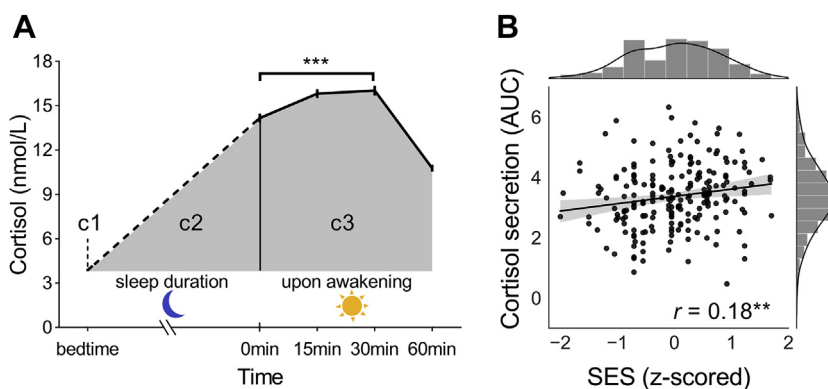 A
***
Cortisol (nmol/L)
18
15
12
9
6
3
0
c1
c2
c3
sleep duration
upon awakening
bedtime
0min
15min
30min
60min
Time
B
Cortisol secretion (AUC)
6
4
2
0
r = 0.18**
−2
−1
0
1
2
SES (z-scored)